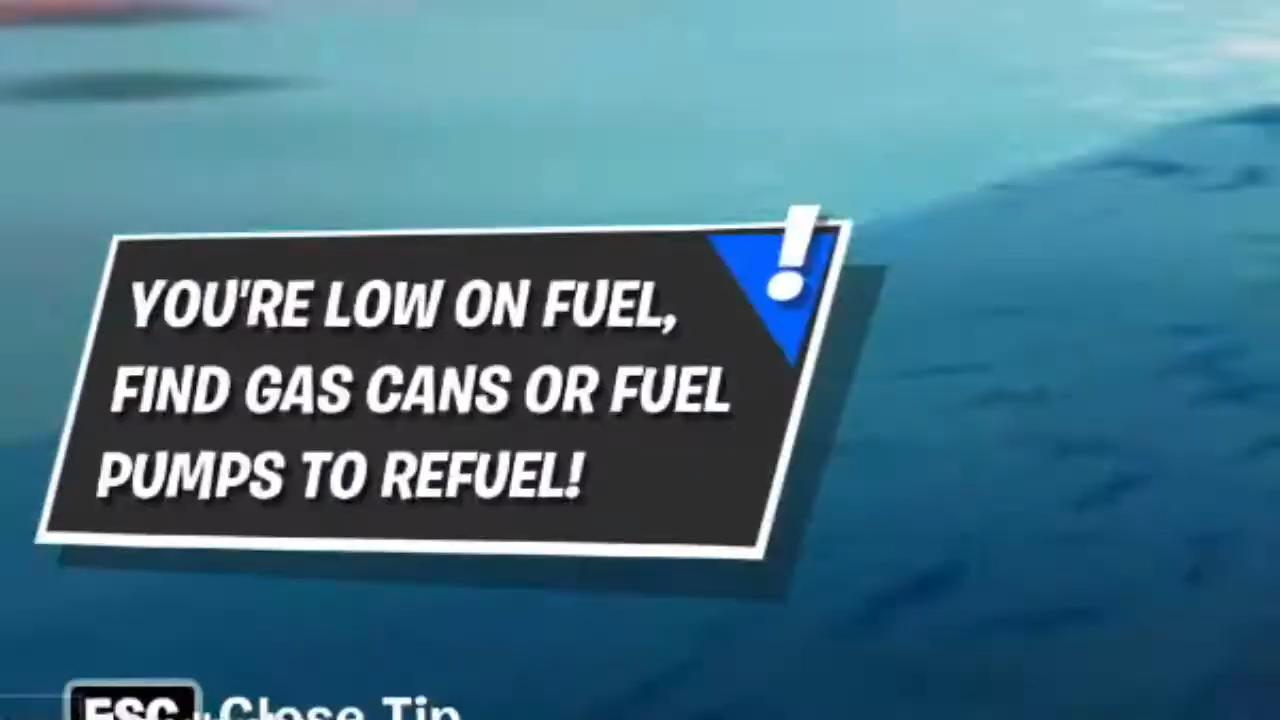 YOU'RE LOW ON FUEL,
FIND GAS CANS OR FUEL
PUMPS TO REFUEL!
ESC Close Tip